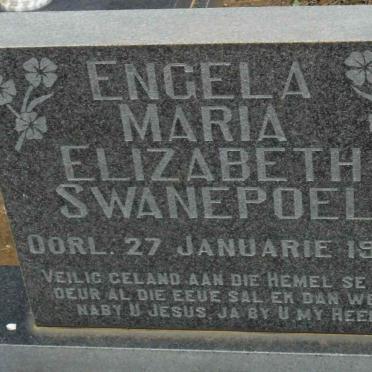 ENGELA
MARIA
ELIZABETH
SWANEPOEL
OORL. 27 JANUARIE 19
VEILIG GELAND AAN DIE HEMEL SE
DEUR AL DIE EEUE SAL EK DAN
NABY U JESUS, JA BY U MY